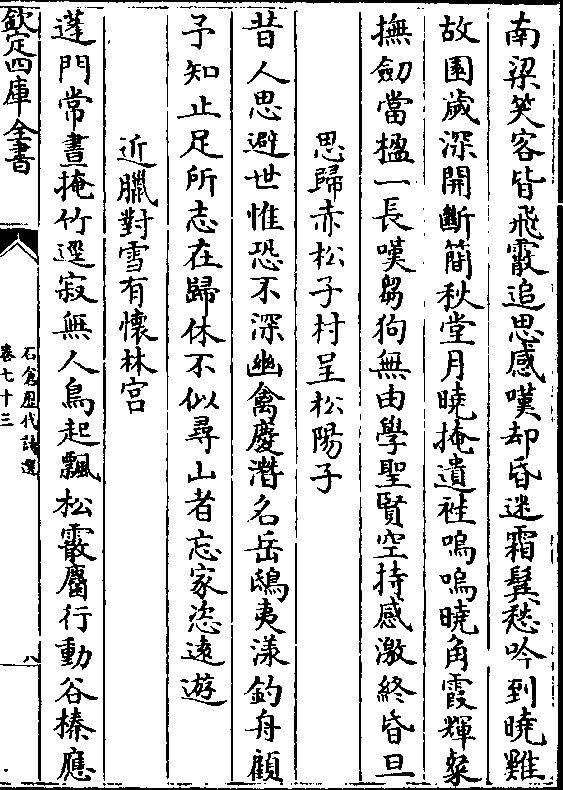 南梁笑客皆飛霰追思感嘆却昏迷霜鬢愁吟到曉雞
故園歲深開斷簡秋堂月曉掩遺袿嗚嗚曉角霞輝粲
撫劒當楹一長嘆芻狗無由學聖賢空持感激終昏旦
思歸赤松子村呈松陽子
昔人思避世惟恐不深幽禽慶潛名岳鴟夷漾釣舟顧
予知止足所志在歸休不似尋山者忘家恣遠遊
近臘對雪有懷林宫
蓬門常晝掩竹逕寂無人鳥起飄松霰麕行動谷榛應
欽定四庫全書
石倉歷代詩選
卷七十三
八